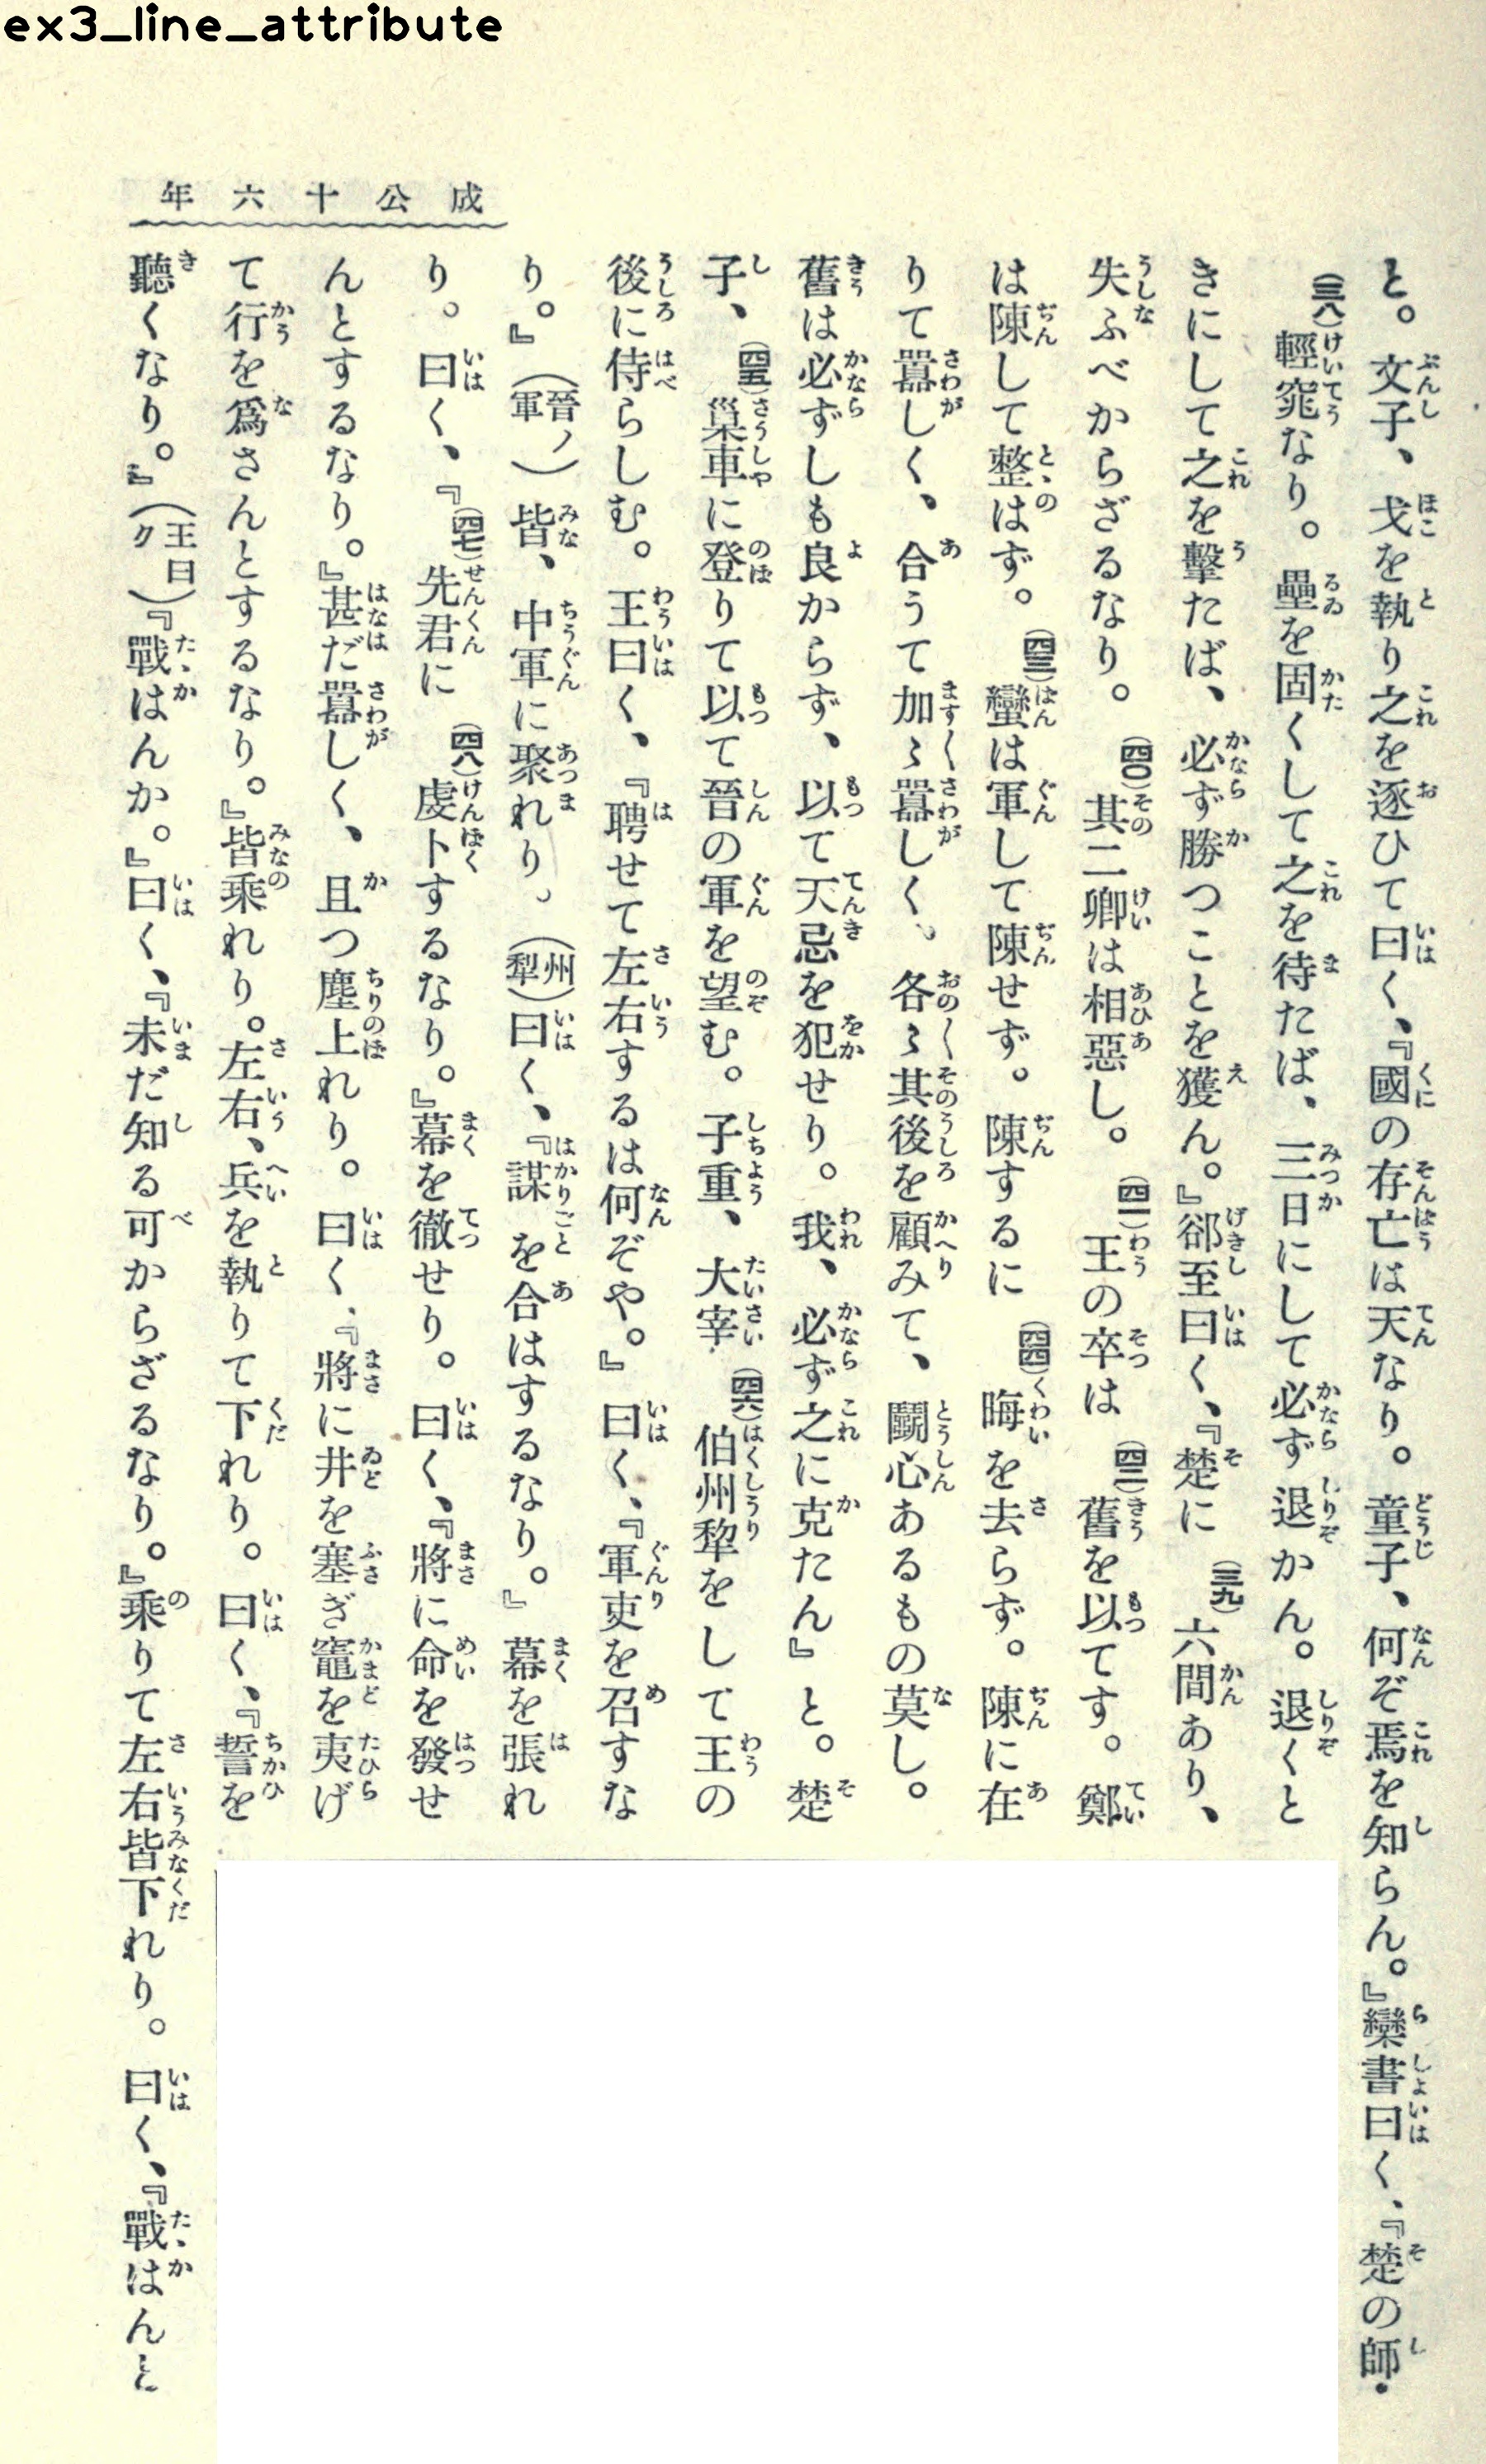 ex3_line_attribute
成公十六年
と。文子、戈を執り之を逐ひて曰く、『國の存亡は天なり。童子、何ぞ焉を知らん。』欒書曰く、『楚の師・
(三八)輕窕なり。壘を固くして之を待たば、三日にして必ず退かん。退くと
きにして之を擊たば、必ず勝つことを獲ん。』郤至曰く、『楚に(三九)六間あり、
失ふべからざるなり。(四〇)其二卿は相惡し。(四一)王の卒は(四二)舊を以てす。鄭
は陳して整はず。(四三)蠻は軍して陳せず。陳するに(四四)晦を去らず。陳に在
りて囂しく、合うて加〻囂しく。各〻其後を顧みて、鬭心あるもの莫し。
舊は必ずしも良からず、以て天忌を犯せり。我、必ず之に克たん』と。楚
子、(四五)巢車に登りて以て晉の軍を望む。子重、大宰(四六)伯州犂をして王の
後に侍らしむ。王曰く、『聘せて左右するは何ぞや。』曰く、『軍吏を召すな
り。』(晉ノ軍)皆、中軍に聚れり。(州犁)曰く、『謀を合はするなり。』幕を張れ
り。曰く、『(四七)先君に(四八)虔卜するなり。』幕を徹せり。曰く、『將に命を發せ
んとするなり。』甚だ囂しく、且つ塵上れり。曰く、『將に井を塞ぎ竈を夷げ
て行を爲さんとするなり。』皆乘れり。左右、兵を執りて下れり。曰く、『誓を
聽くなり。』(王曰ク)『戰はんか。』曰く、『未だ知る可からざるなり。』乘りて左右皆下れり。曰く、『戰はんと